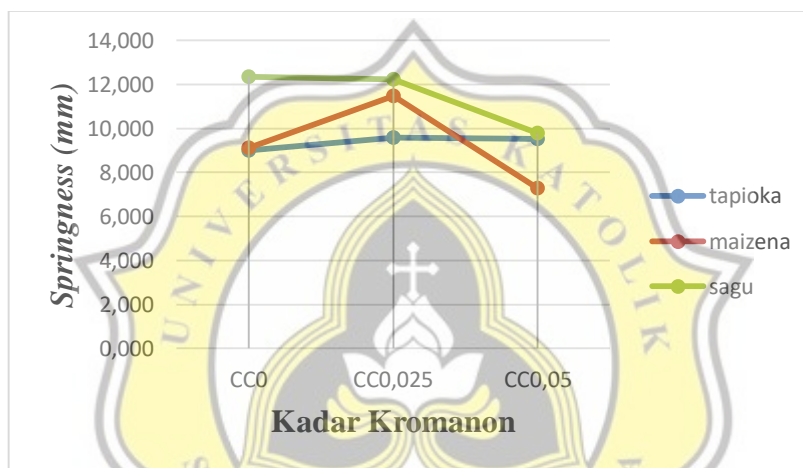 14,000
12,000
10,000
8,000
6,000
4,000
2,000
0,000
Springness (mm)
CC0
CC0,025
CC0,05
Kadar Kromanon
tapioka
maizena
sagu
UNIVERSITAS KATOLIK
S